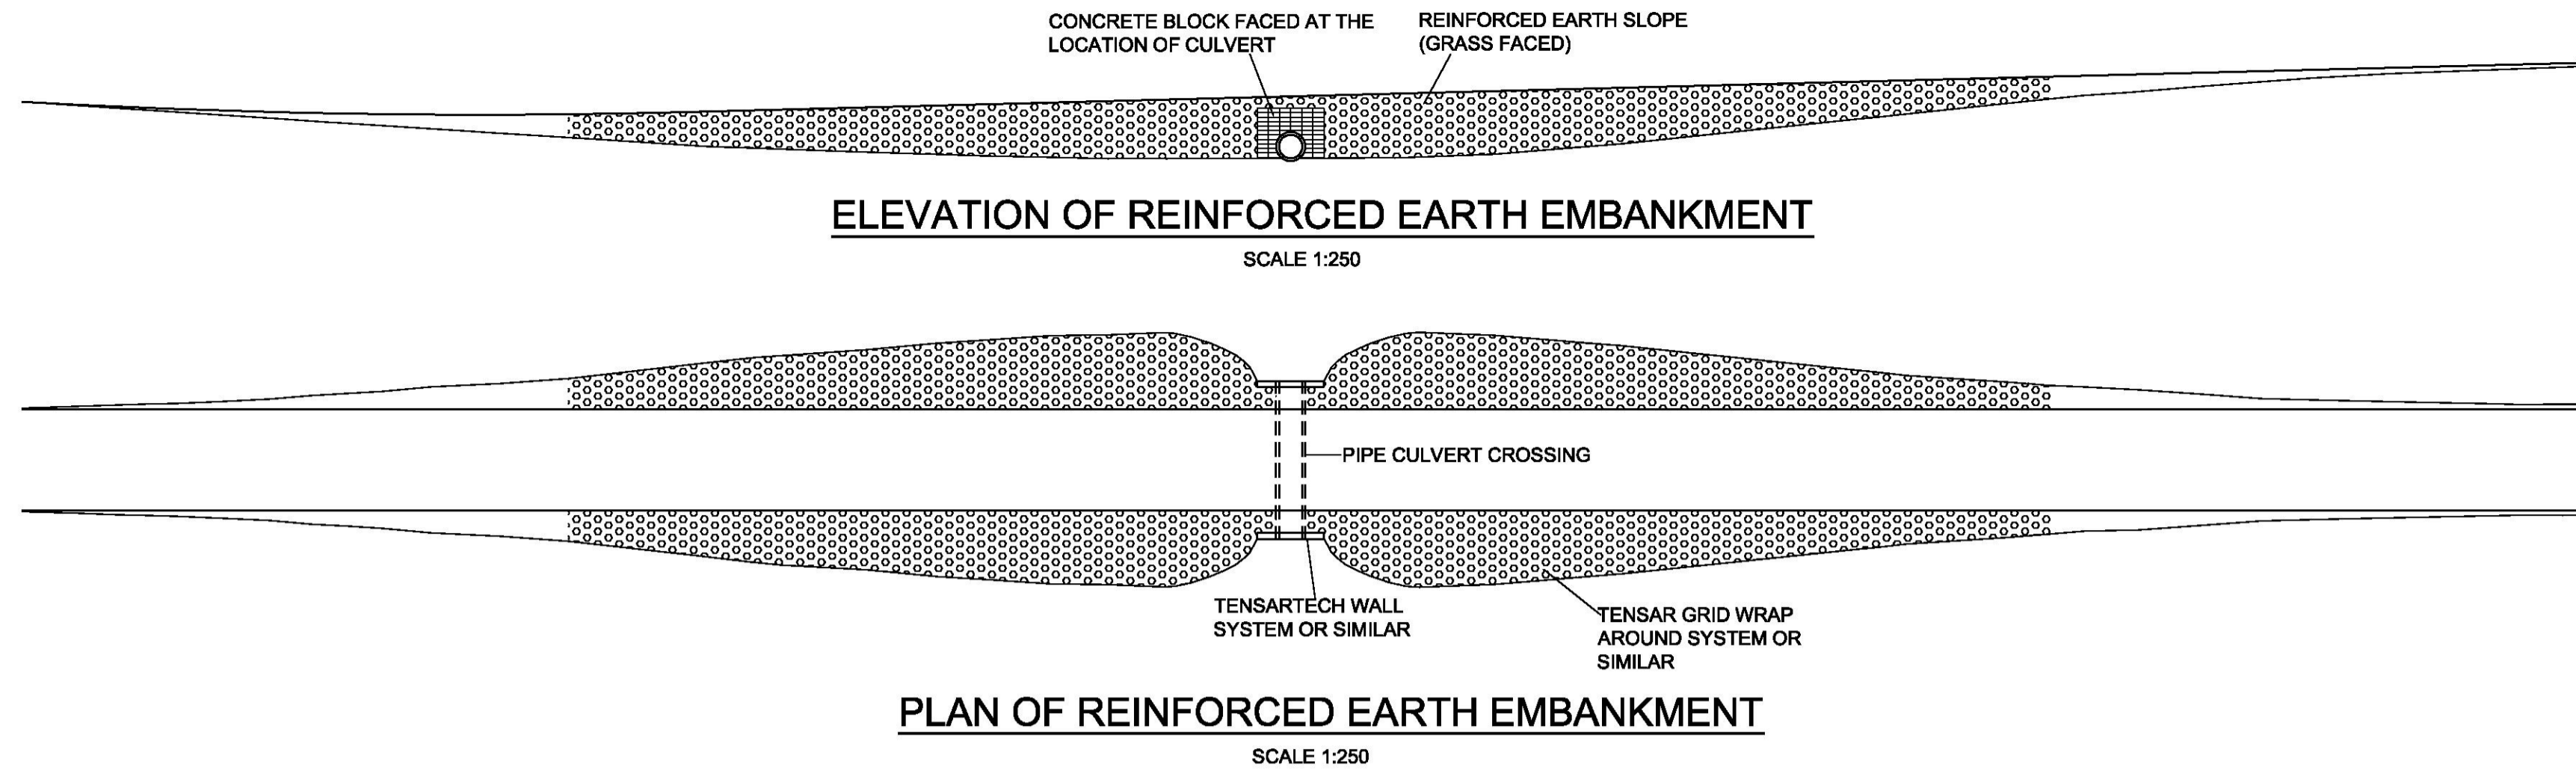 CONCRETE BLOCK FACED AT THE
LOCATION OF CULVERT
REINFORCED EARTH SLOPE
(GRASS FACED)
ELEVATION OF REINFORCED EARTH EMBANKMENT
SCALE 1:250
PIPE CULVERT CROSSING
TENSARTECH WALL
SYSTEM OR SIMILAR
TENSAR GRID WRAP
AROUND SYSTEM OR
SIMILAR
PLAN OF REINFORCED EARTH EMBANKMENT
SCALE 1:250